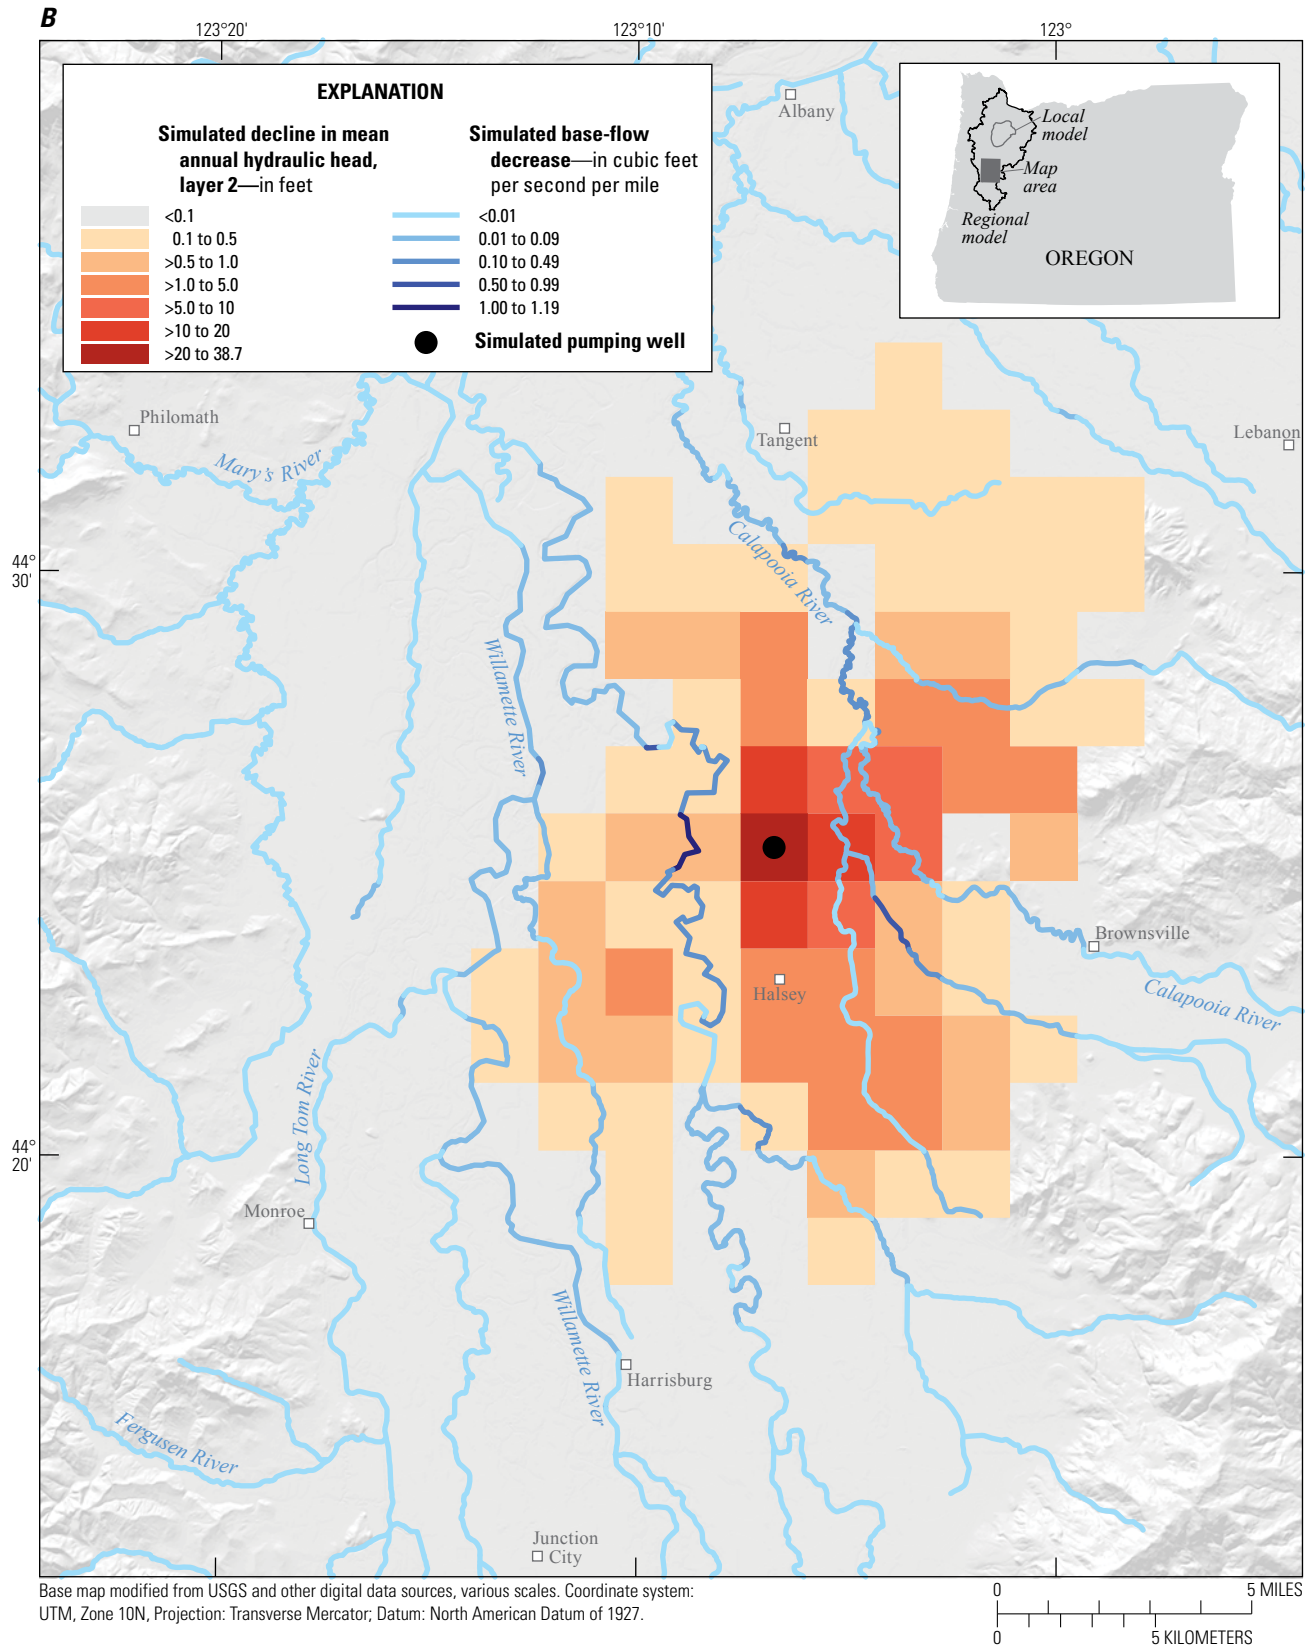 B
123°20'
123°10'
123°
EXPLANATION
Simulated decline in mean
annual hydraulic head,
layer 2—in feet
<0.1
0.1 to 0.5
>0.5 to 1.0
>1.0 to 5.0
>5.0 to 10
>10 to 20
>20 to 38.7
Simulated base-flow
decrease—in cubic feet
per second per mile
<0.01
0.01 to 0.09
0.10 to 0.49
0.50 to 0.99
1.00 to 1.19
Simulated pumping well
Albany
Local
model
Map
area
Regional
model
OREGON
Philomath
Mary's River
Tangent
Lebanon
Calapooia River
44°
30'
Willamette River
Brownsville
Halsey
Calapooia River
Long Tom River
44°
20'
Monroe
Willamette River
Harrisburg
Fergusen River
Junction
City
Base map modified from USGS and other digital data sources, various scales. Coordinate system:
UTM, Zone 10N, Projection: Transverse Mercator; Datum: North American Datum of 1927.
0 5 MILES
0 5 KILOMETERS